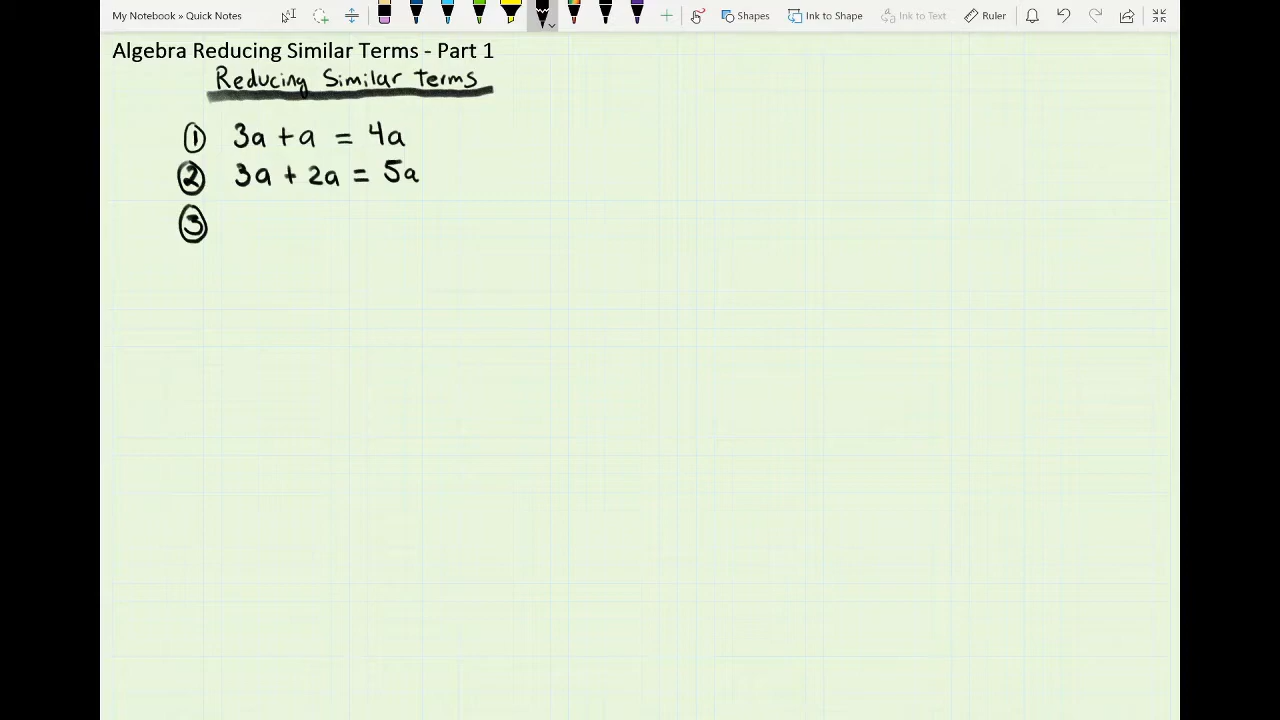 My Notebook » Quick Notes Shapes Ink to Shape Ink to Text Ruler
Algebra Reducing Similar Terms - Part 1
Reducing Similar terms
① 3a + a = 4a
② 3a + 2a = 5a
③